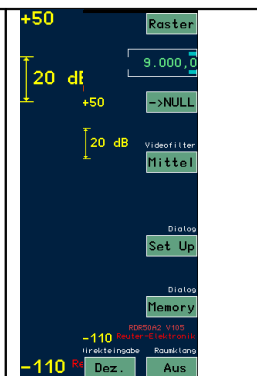 +50
Raster
9.000,0
20 dB
+50
->NULL
20 dB
Videofilter
Mittel
Dialog
Set Up
Dialog
Memory
RDR50A2 V105
-110 Reuter-Elektronik
irekteingabe
Raumklang
-110 Re
Dez.
Aus